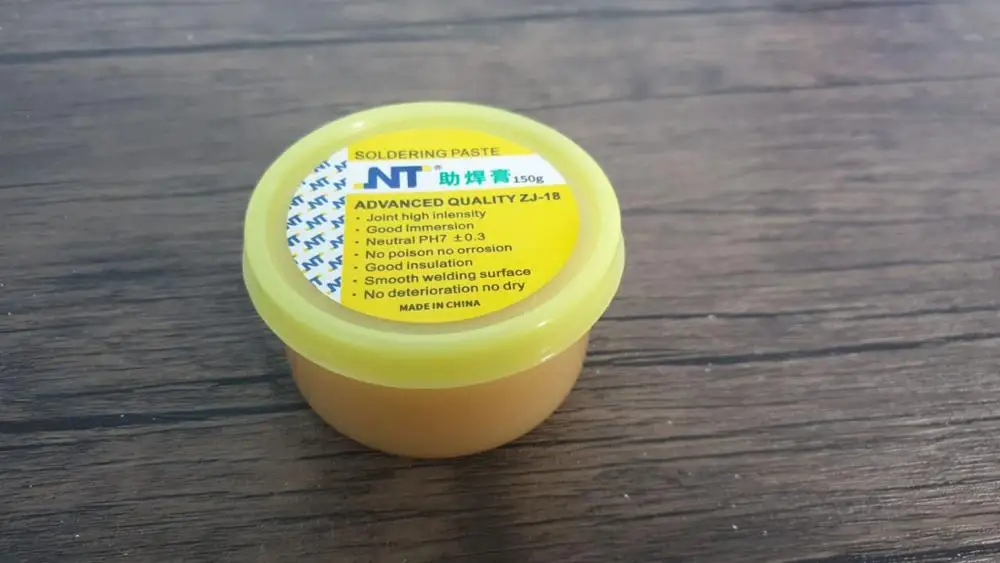 SOLDERING PASTE
NT® 助焊膏 150g
ADVANCED QUALITY ZJ-18
· Joint high inlensity
· Good Immersion
· Neutral PH7 ±0.3
· No poison no orrosion
· Good insulation
· Smooth welding surface
· No deterioration no dry
MADE IN CHINA